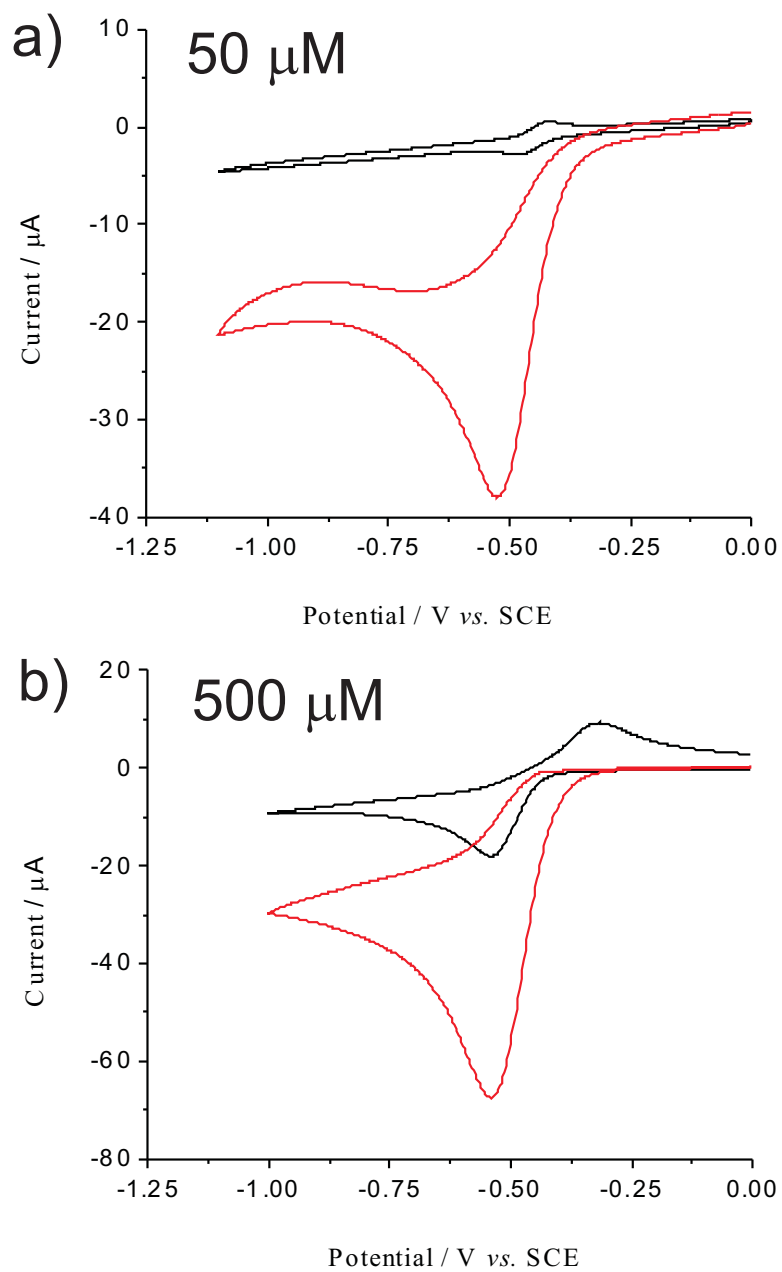 a)
50 μM
10
0
-10
-20
-30
-40
Current / μA
-1.25 -1.00 -0.75 -0.50 -0.25 0.00
Potential / V vs. SCE
b)
500 μM
20
0
-20
-40
-60
-80
Current / μA
-1.25 -1.00 -0.75 -0.50 -0.25 0.00
Potential / V vs. SCE